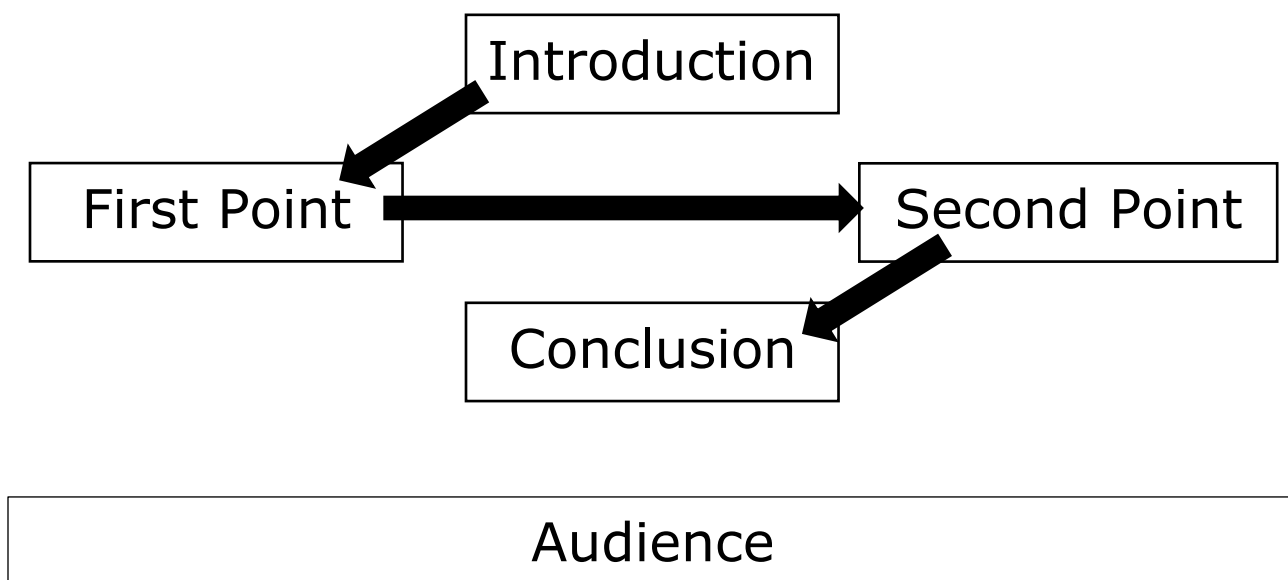 Introduction
First Point
Second Point
Conclusion
Audience